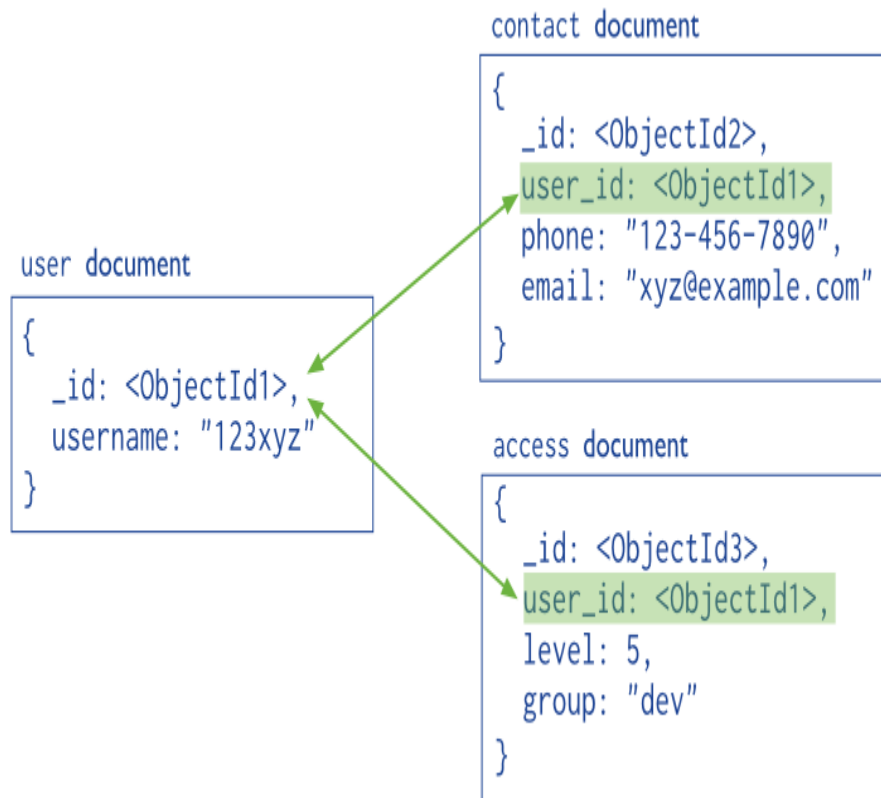 contact document
{
_id: <ObjectId2>,
user_id: <ObjectId1>,
phone: "123-456-7890",
email: "xyz@example.com"
}
user document
{
_id: <ObjectId1>,
username: "123xyz"
}
access document
{
_id: <ObjectId3>,
user_id: <ObjectId1>,
level: 5,
group: "dev"
}